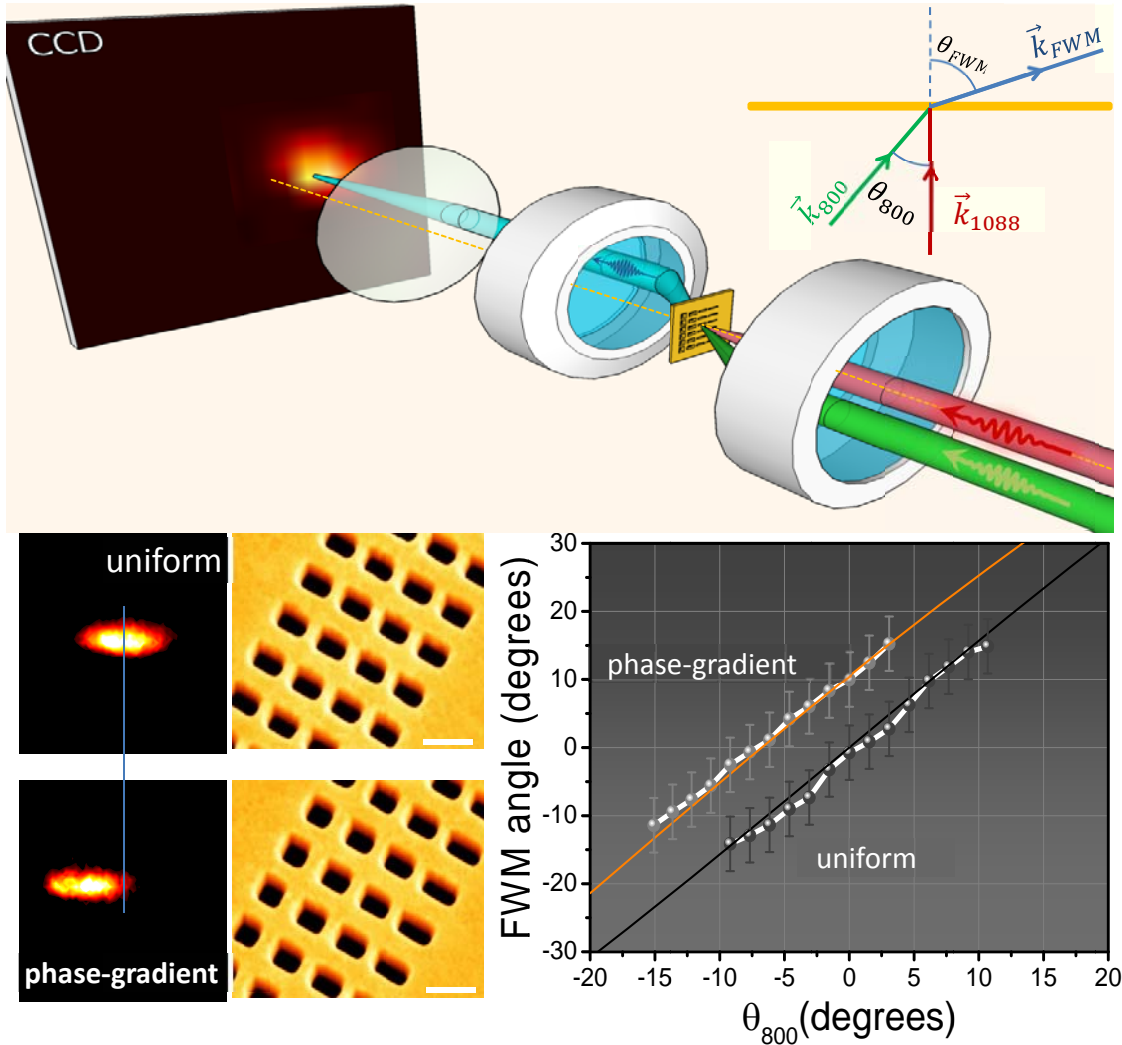 CCD
θFWM
k⃗FWM
k⃗800
θ800
k⃗1088
uniform
phase-gradient
FWM angle (degrees)
30
20
10
0
-10
-20
-30
phase-gradient
uniform
-20 -15 -10 -5 0 5 10 15 20
θ800(degrees)